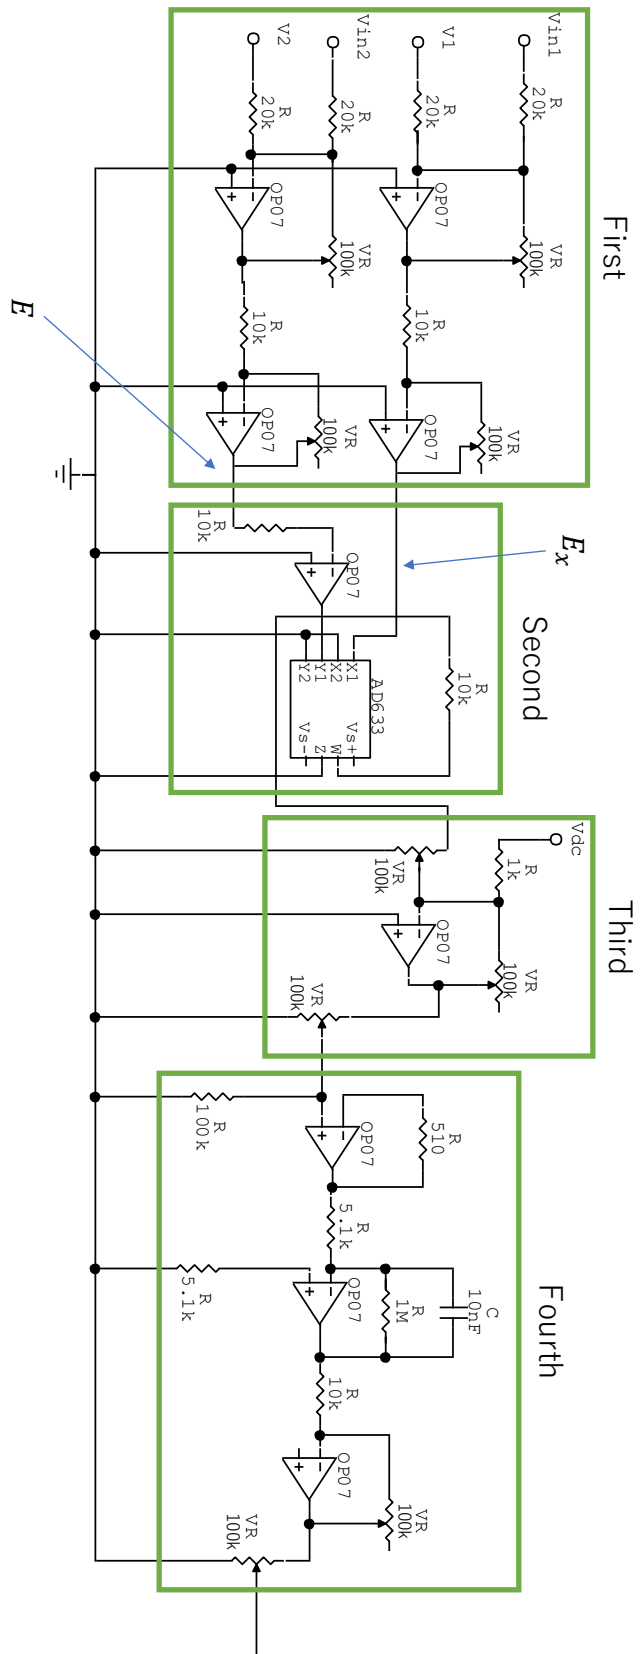 First
Vin1
R
20k
VR
100k
V1
R
20k
OP07
R
10k
VR
100k
OP07
Vin2
R
20k
VR
100k
V2
R
20k
OP07
R
10k
VR
100k
OP07
E
Second
Eₓ
R
10k
OP07
R
10k
AD633
X1
X2
Y1
Y2
Vs+
W
Z
Vs-
Third
Vdc
R
1k
VR
100k
VR
100k
OP07
VR
100k
Fourth
R
510
OP07
R
100k
R
5.1k
C
10nF
R
1M
OP07
R
5.1k
R
10k
VR
100k
OP07
VR
100k